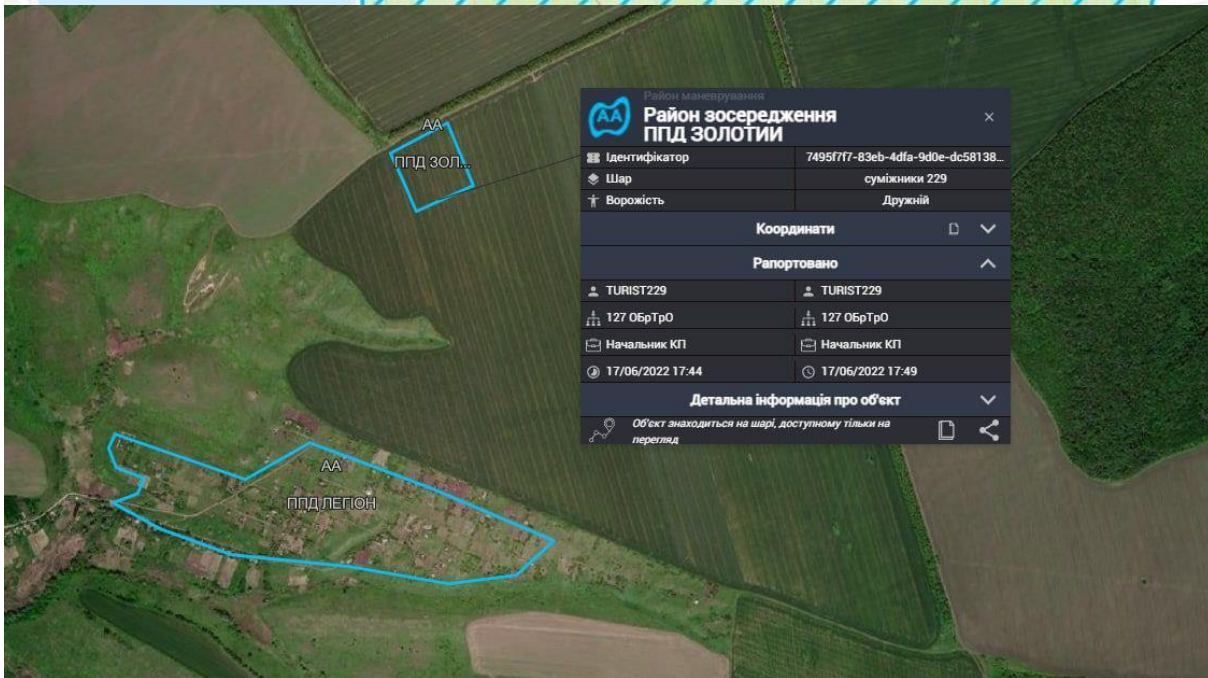 Район маневрування
АА
Район зосередження
ППД ЗОЛОТИИ
×
Ідентифікатор 7495f7f7-83eb-4dfa-9d0e-dc58138...
Шар суміжники 229
Ворожість Дружній
Координати
Рапортовано
TURIST229 TURIST229
127 ОБрТрО 127 ОБрТрО
Начальник КП Начальник КП
17/06/2022 17:44 17/06/2022 17:49
Детальна інформація про об'єкт
Об'єкт знаходиться на шарі, доступному тільки на
перегляд
АА
ППД ЗОЛ...
АА
ППД ЛЕГІОН